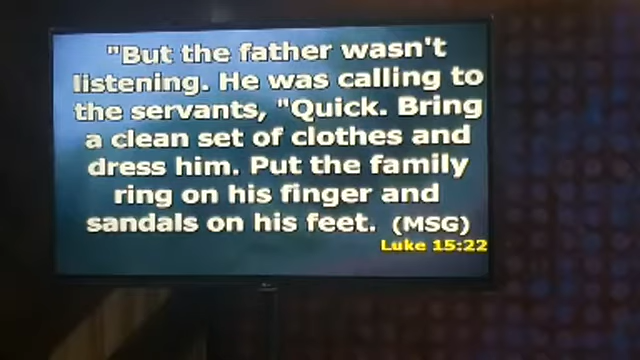 "But the father wasn't
listening. He was calling to
the servants, "Quick. Bring
a clean set of clothes and
dress him. Put the family
ring on his finger and
sandals on his feet. (MSG)
Luke 15:22